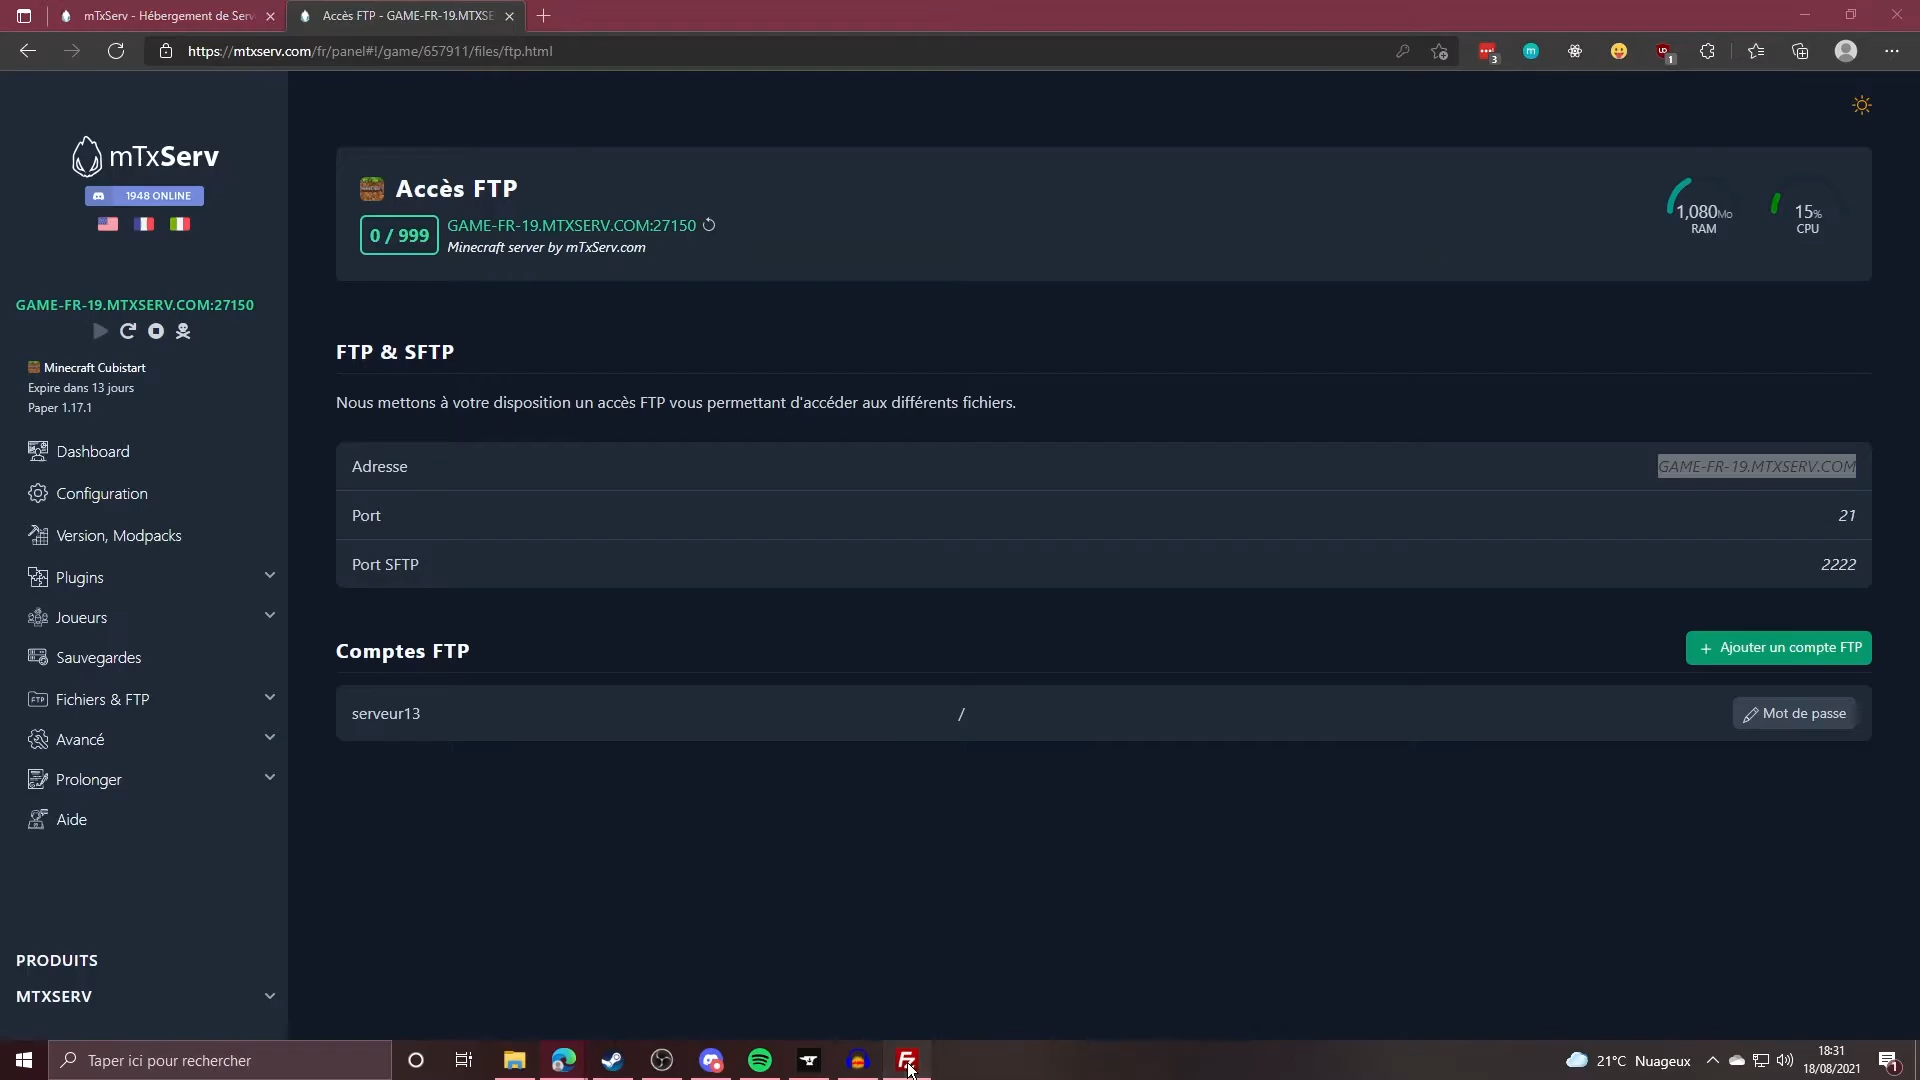 mTxServ - Hébergement de Serv
Accès FTP - GAME-FR-19.MTXSE
https://mtxserv.com/fr/panel#!/game/657911/files/ftp.html
3
m
1
mTxServ
1948 ONLINE
GAME-FR-19.MTXSERV.COM:27150
Minecraft Cubistart
Expire dans 13 jours
Paper 1.17.1
Dashboard
Configuration
Version, Modpacks
Plugins
Joueurs
Sauvegardes
FTP
Fichiers & FTP
Avancé
Prolonger
Aide
PRODUITS
MTXSERV
Accès FTP
0 / 999
GAME-FR-19.MTXSERV.COM:27150
Minecraft server by mTxServ.com
1,080Mo
RAM
15%
CPU
FTP & SFTP
Nous mettons à votre disposition un accès FTP vous permettant d'accéder aux différents fichiers.
Adresse
GAME-FR-19.MTXSERV.COM
Port
21
Port SFTP
2222
Comptes FTP
+ Ajouter un compte FTP
serveur13
/
Mot de passe
Taper ici pour rechercher
21°C Nuageux
18:31
18/08/2021
1